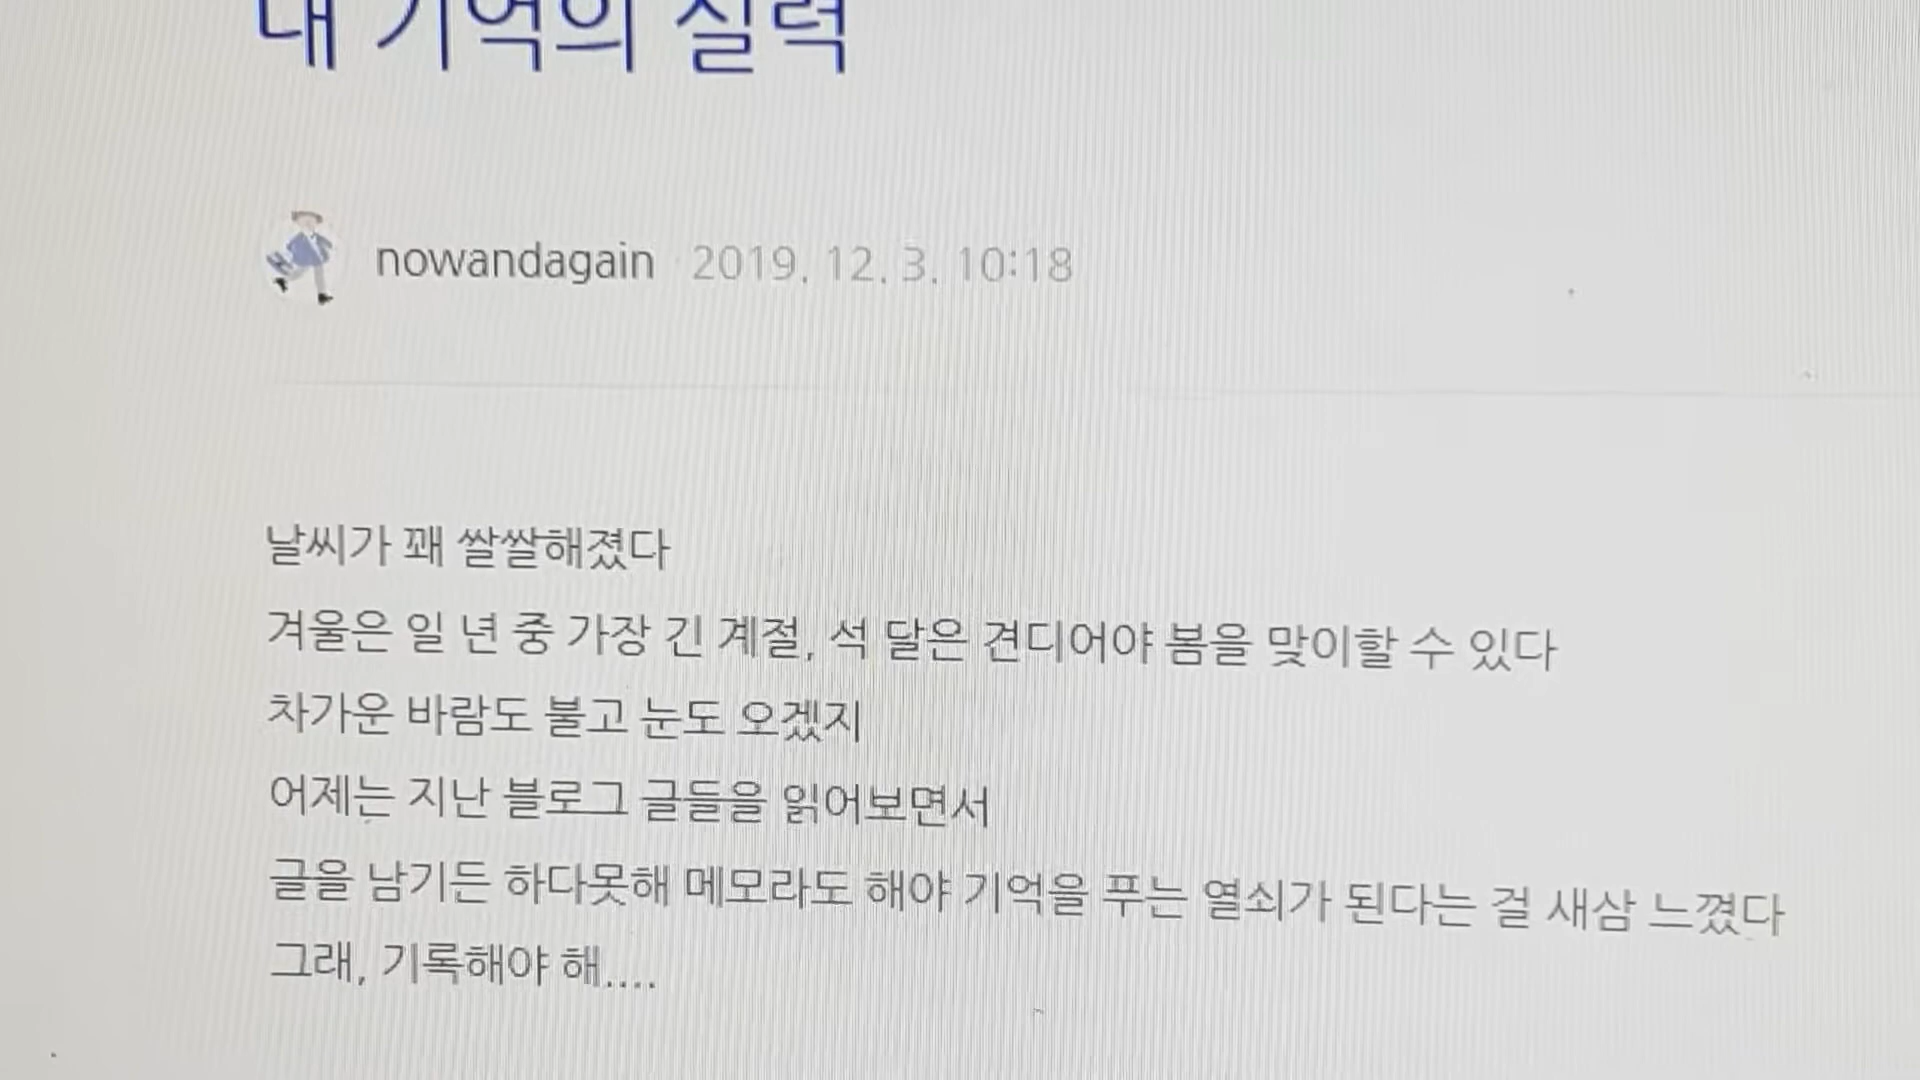 내 기억의 실력
nowandagain 2019. 12. 3. 10:18
날씨가 꽤 쌀쌀해졌다
겨울은 일 년 중 가장 긴 계절, 석 달은 견디어야 봄을 맞이할 수 있다
차가운 바람도 불고 눈도 오겠지
어제는 지난 블로그 글들을 읽어보면서
글을 남기든 하다못해 메모라도 해야 기억을 푸는 열쇠가 된다는 걸 새삼 느꼈다
그래, 기록해야 해....